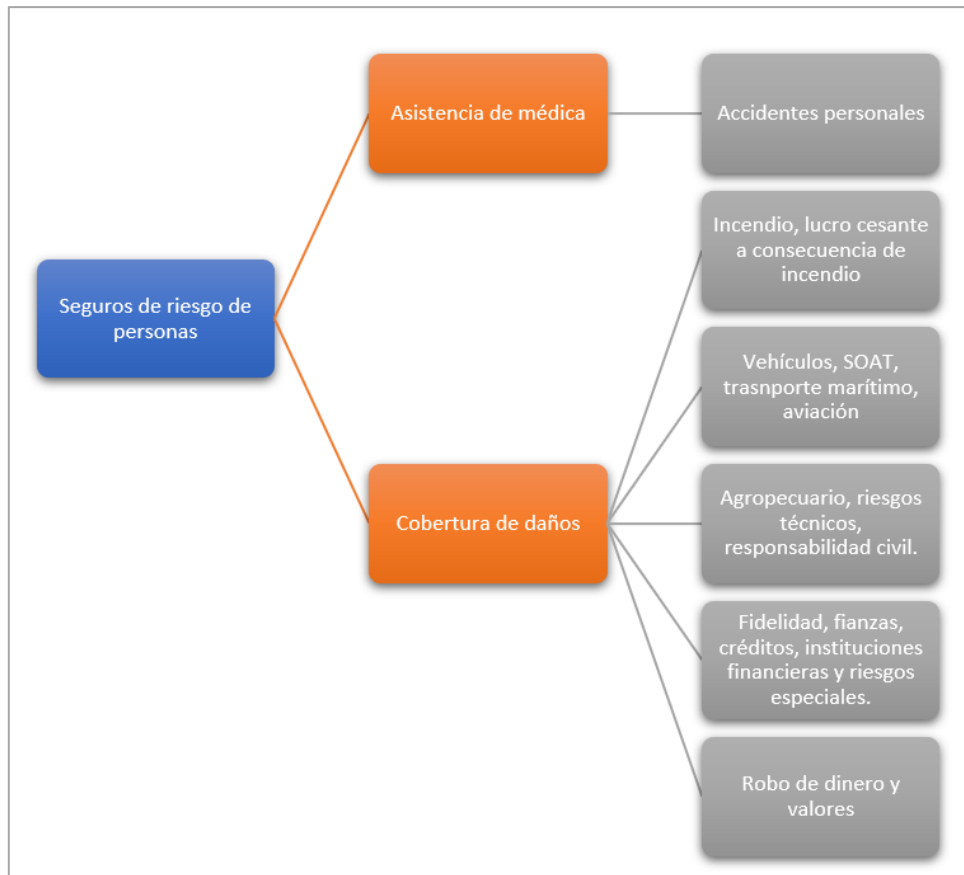 Asistencia de médica
Accidentes personales
Incendio, lucro cesante
a consecuencia de
incendio
Seguros de riesgo de
personas
Vehículos, SOAT,
trasnporte marítimo,
aviación
Cobertura de daños
Agropecuario, riesgos
técnicos,
responsabilidad civil.
Fidelidad, fianzas,
créditos, instituciones
financieras y riesgos
especiales.
Robo de dinero y
valores